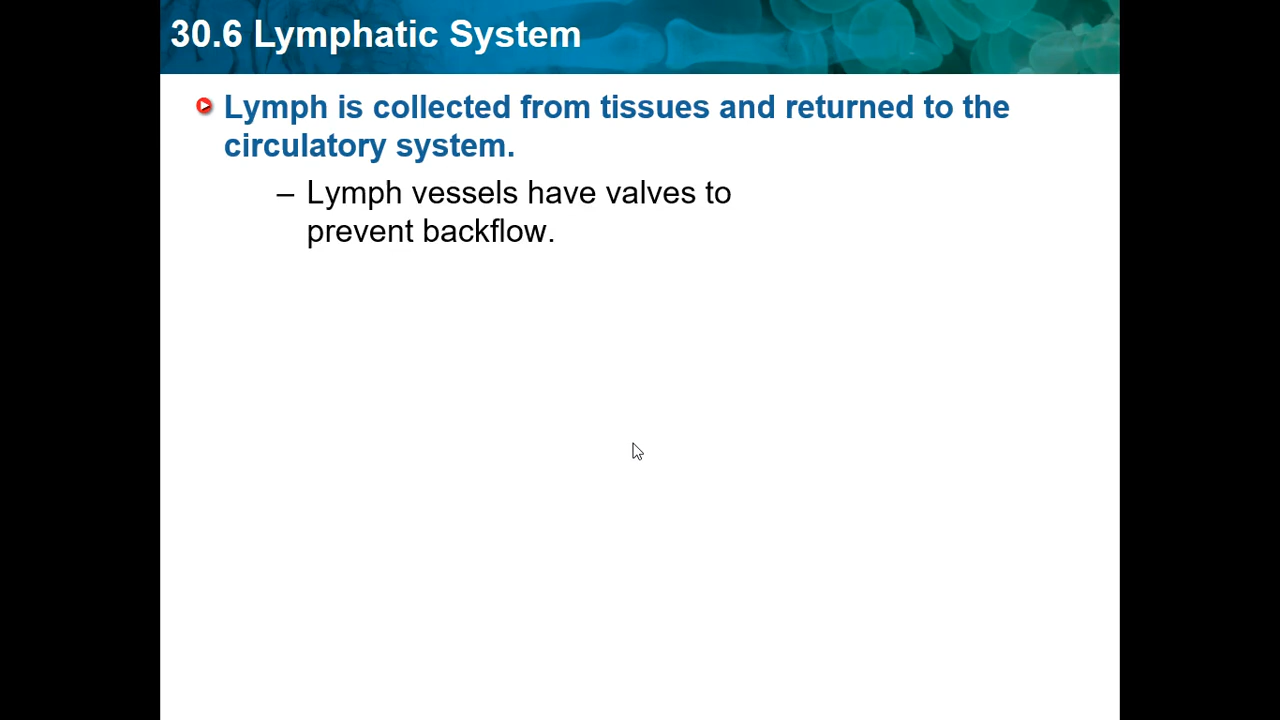 30.6 Lymphatic System
Lymph is collected from tissues and returned to the
circulatory system.
– Lymph vessels have valves to
prevent backflow.